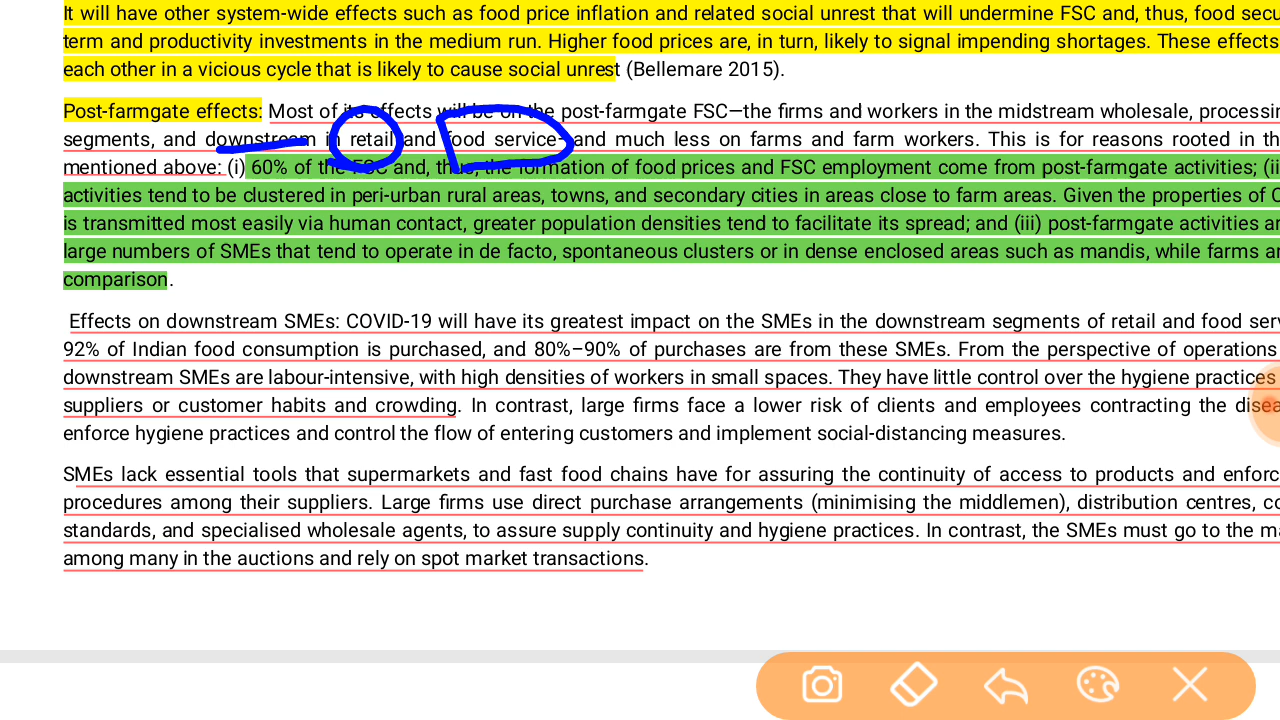 It will have other system-wide effects such as food price inflation and related social unrest that will undermine FSC and, thus, food
term and productivity investments in the medium run. Higher food prices are, in turn, likely to signal impending shortages. These effects
each other in a vicious cycle that is likely to cause social unrest (Bellemare 2015).
Post-farmgate effects: Most of its effects will be on the post-farmgate FSC—the firms and workers in the midstream wholesale,
segments, and downstream in retail and food service—and much less on farms and farm workers. This is for reasons rooted in
mentioned above: (i) 60% of the FSC and, thus, the formation of food prices and FSC employment come from post-farmgate activities;
activities tend to be clustered in peri-urban rural areas, towns, and secondary cities in areas close to farm areas. Given the properties of
is transmitted most easily via human contact, greater population densities tend to facilitate its spread; and (iii) post-farmgate activities
large numbers of SMEs that tend to operate in de facto, spontaneous clusters or in dense enclosed areas such as mandis, while farms
comparison.
Effects on downstream SMEs: COVID-19 will have its greatest impact on the SMEs in the downstream segments of retail and food
92% of Indian food consumption is purchased, and 80%–90% of purchases are from these SMEs. From the perspective of operations
downstream SMEs are labour-intensive, with high densities of workers in small spaces. They have little control over the hygiene practices
suppliers or customer habits and crowding. In contrast, large firms face a lower risk of clients and employees contracting the
enforce hygiene practices and control the flow of entering customers and implement social-distancing measures.
SMEs lack essential tools that supermarkets and fast food chains have for assuring the continuity of access to products and
procedures among their suppliers. Large firms use direct purchase arrangements (minimising the middlemen), distribution centres,
standards, and specialised wholesale agents, to assure supply continuity and hygiene practices. In contrast, the SMEs must go to the
among many in the auctions and rely on spot market transactions.